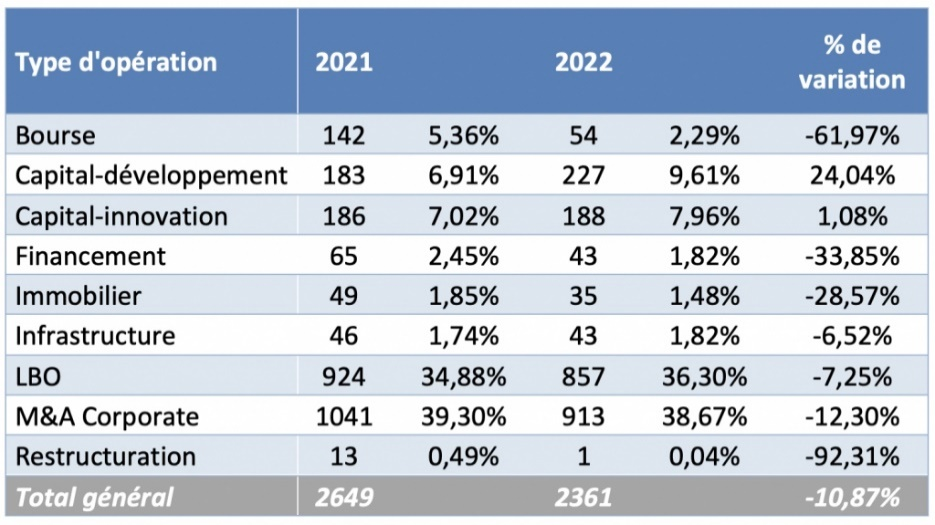 Type d'opération 2021 2022 % de variation
Bourse 142 5,36% 54 2,29% -61,97%
Capital-développement 183 6,91% 227 9,61% 24,04%
Capital-innovation 186 7,02% 188 7,96% 1,08%
Financement 65 2,45% 43 1,82% -33,85%
Immobilier 49 1,85% 35 1,48% -28,57%
Infrastructure 46 1,74% 43 1,82% -6,52%
LBO 924 34,88% 857 36,30% -7,25%
M&A Corporate 1041 39,30% 913 38,67% -12,30%
Restructuration 13 0,49% 1 0,04% -92,31%
Total général 2649 2361 -10,87%